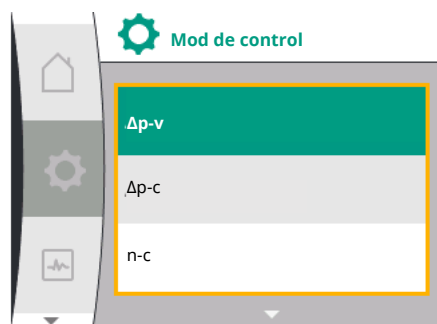 Mod de control
Δp-v
Δp-c
n-c